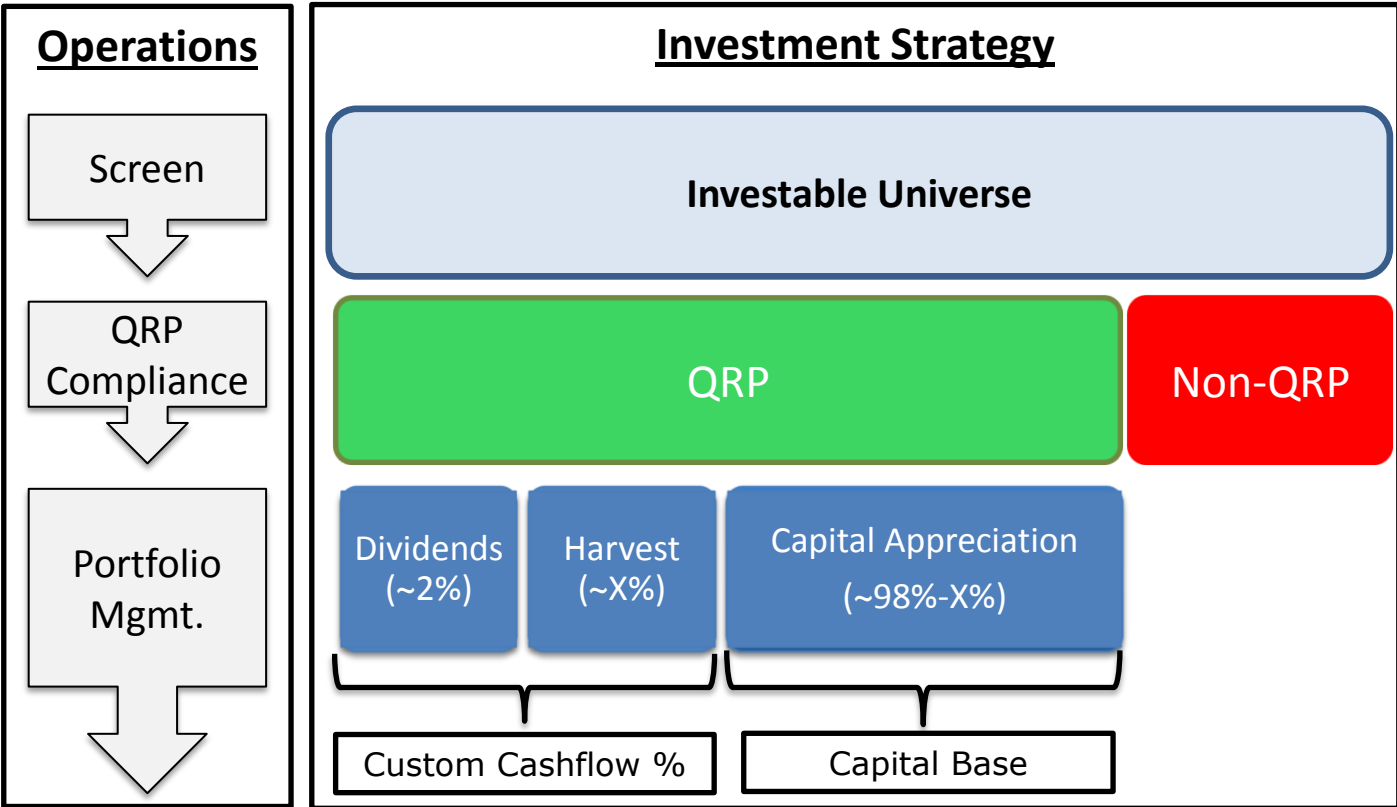 Operations
Screen
QRP
Compliance
Portfolio
Mgmt.
Investment Strategy
Investable Universe
QRP
Non-QRP
Dividends
(~2%)
Harvest
(~X%)
Capital Appreciation
(~98%-X%)
Custom Cashflow %
Capital Base